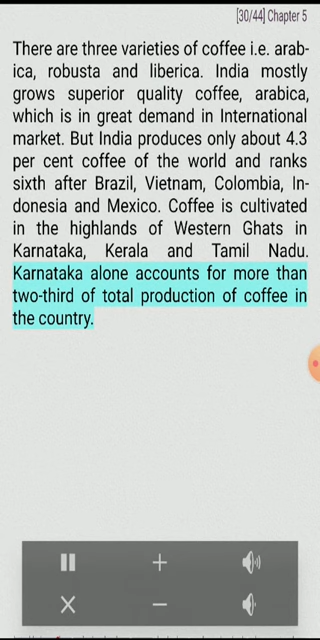 [30/44] Chapter 5
There are three varieties of coffee i.e. arab-
ica, robusta and liberica. India mostly
grows superior quality coffee, arabica,
which is in great demand in International
market. But India produces only about 4.3
per cent coffee of the world and ranks
sixth after Brazil, Vietnam, Colombia, In-
donesia and Mexico. Coffee is cultivated
in the highlands of Western Ghats in
Karnataka, Kerala and Tamil Nadu.
Karnataka alone accounts for more than
two-third of total production of coffee in
the country.